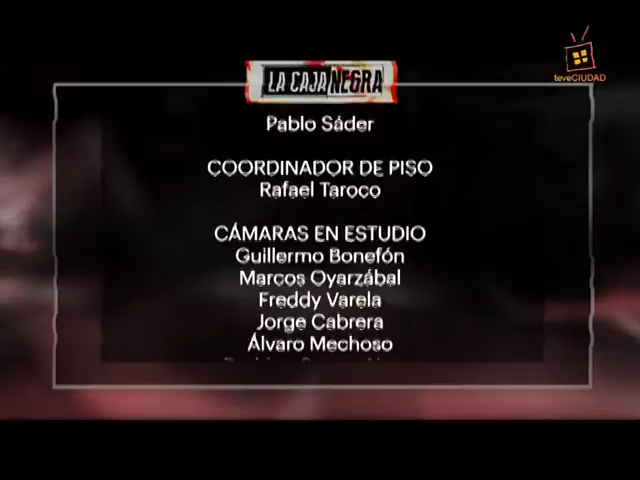 teveCIUDAD
LA CAJA NEGRA
Pablo Sáder
COORDINADOR DE PISO
Rafael Taroco
CÁMARAS EN ESTUDIO
Guillermo Bonefón
Marcos Oyarzábal
Freddy Varela
Jorge Cabrera
Álvaro Mechoso